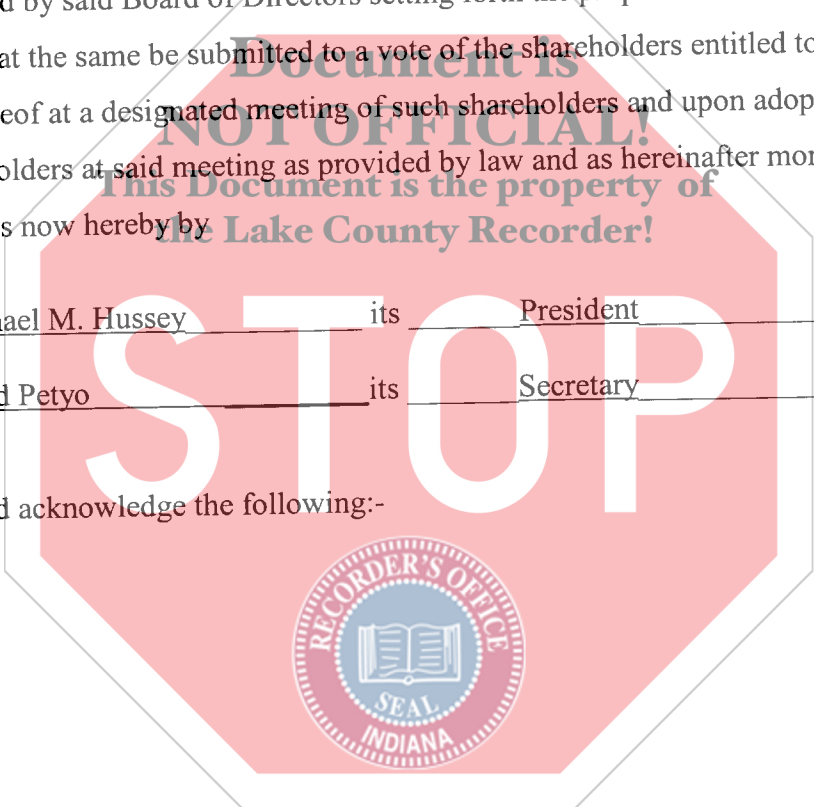 by said Board of Directors setting forth the
at the same be submitted to a vote of the shareholders entitled to
Document is
eof at a designated meeting of such shareholders and upon adop
NOT OFFICIAL!
olders at said meeting as provided by law and as hereinafter mor
This Document is the property of
s now hereby by
the Lake County Recorder!
ael M. Hussey its President
d Petyo its Secretary
STOP
d acknowledge the following:-
RECORDER'S OFFICE
SEAL
INDIANA